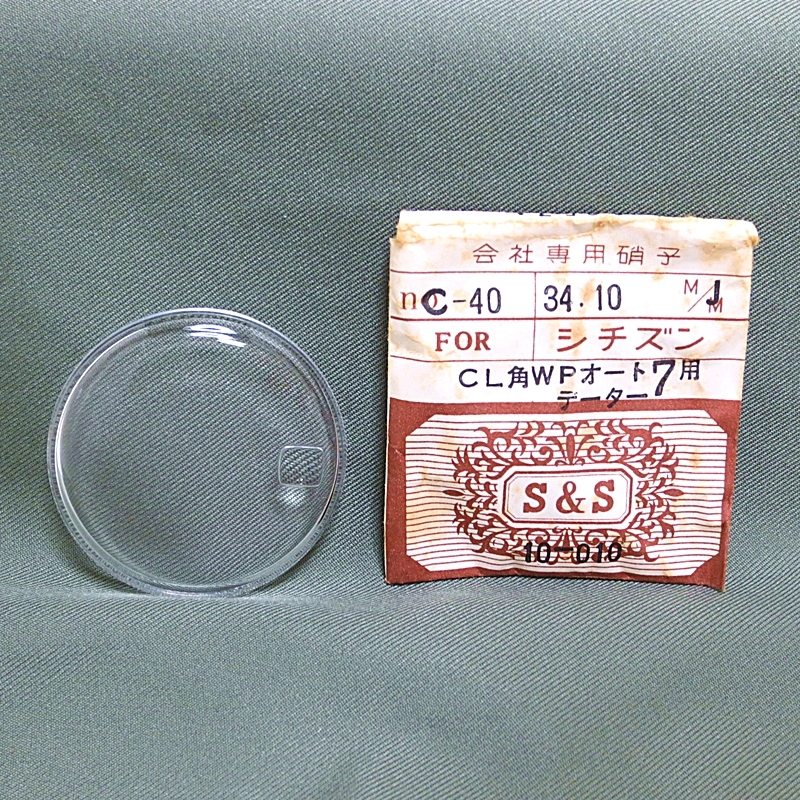 会社専用硝子
no C-40 34.10 M/M J
FOR シチズン
CL角WPオート7用
データー
S&S
10-010